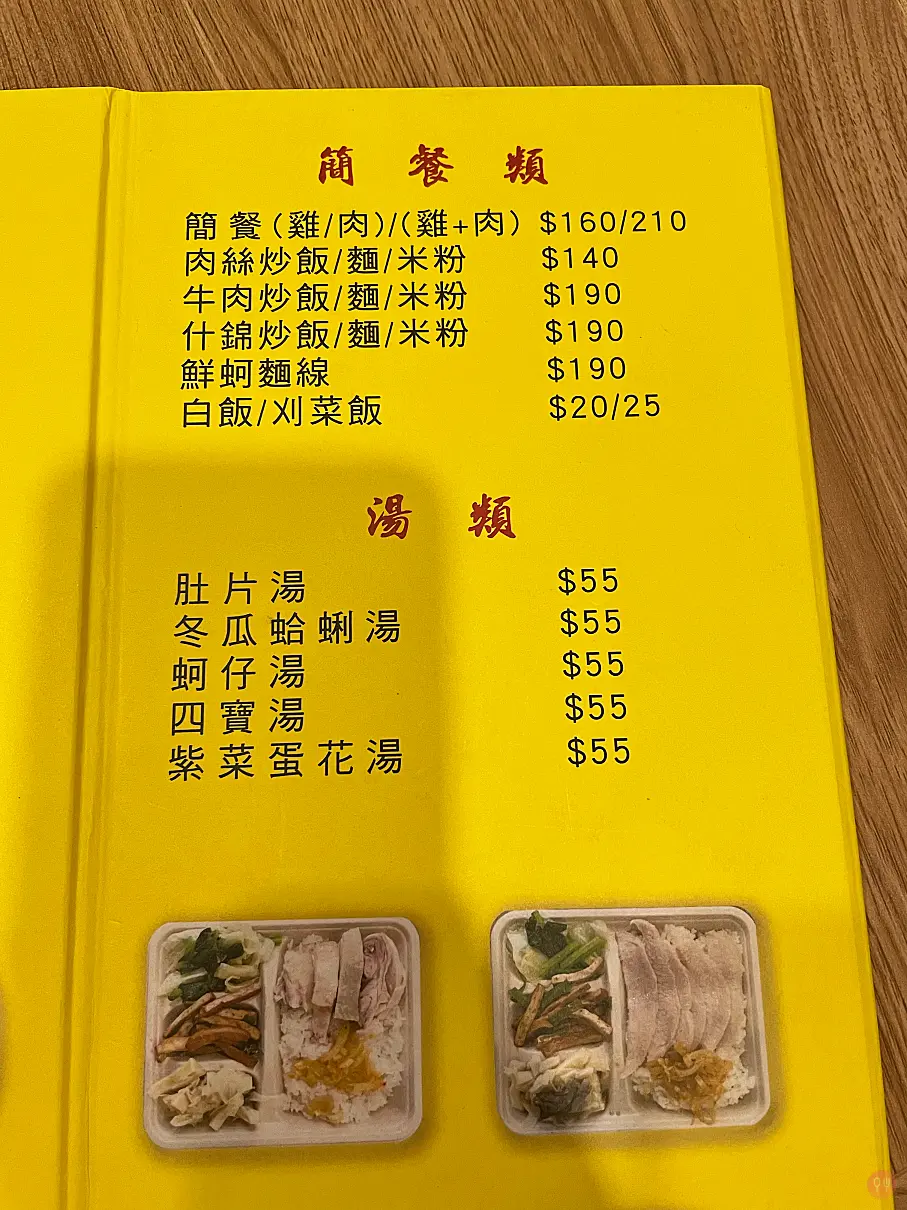 簡餐類
簡餐(雞/肉)/(雞+肉) $160/210
肉絲炒飯/麵/米粉 $140
牛肉炒飯/麵/米粉 $190
什錦炒飯/麵/米粉 $190
鮮蚵麵線 $190
白飯/刈菜飯 $20/25
湯類
肚片湯 $55
冬瓜蛤蜊湯 $55
蚵仔湯 $55
四寶湯 $55
紫菜蛋花湯 $55